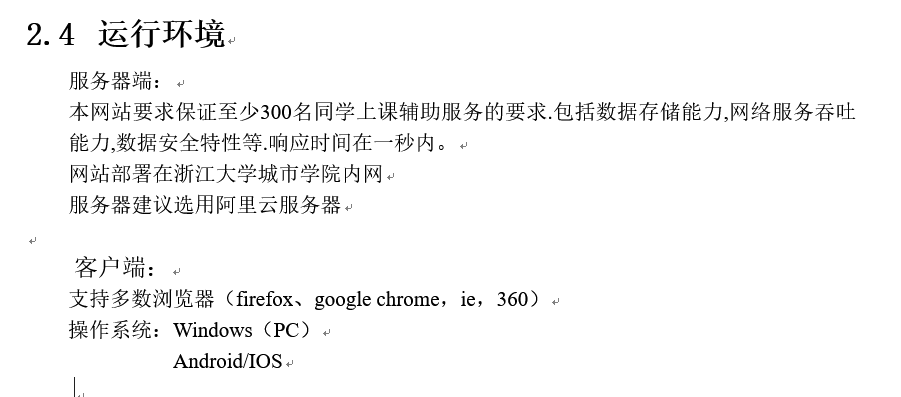 2.4 运行环境
服务器端：
本网站要求保证至少300名同学上课辅助服务的要求.包括数据存储能力,网络服务吞吐
能力,数据安全特性等.响应时间在一秒内。
网站部署在浙江大学城市学院内网
服务器建议选用阿里云服务器
客户端：
支持多数浏览器（firefox、google chrome，ie，360）
操作系统：Windows（PC）
Android/IOS